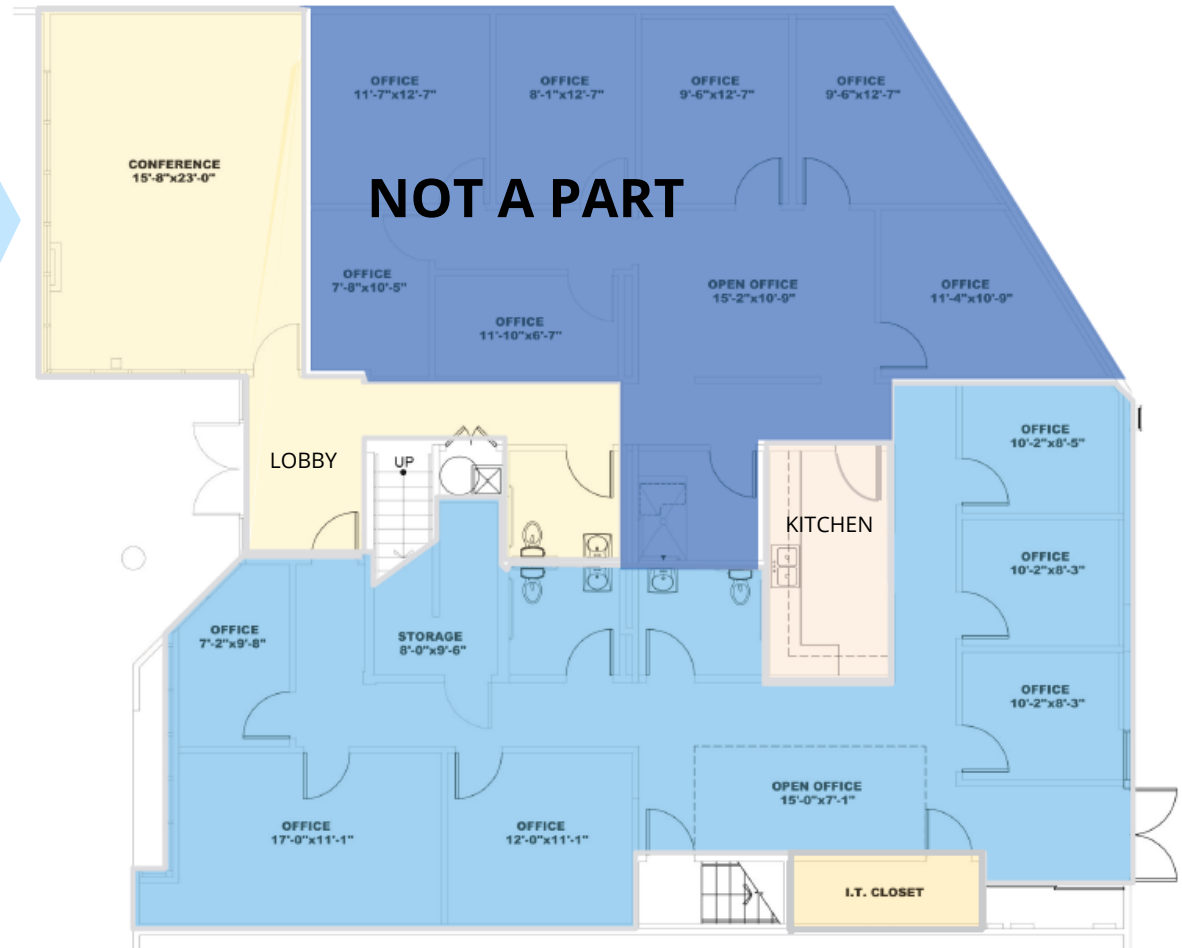 OFFICE
11'-7"x12'-7"
OFFICE
8'-1"x12'-7"
OFFICE
9'-6"x12'-7"
OFFICE
9'-6"x12'-7"
CONFERENCE
15'-8"x23'-0"
NOT A PART
OFFICE
7'-8"x10'-5"
OFFICE
11'-10"x6'-7"
OPEN OFFICE
15'-2"x10'-9"
OFFICE
11'-4"x10'-9"
LOBBY
UP
KITCHEN
OFFICE
10'-2"x8'-5"
OFFICE
10'-2"x8'-3"
OFFICE
7'-2"x9'-8"
STORAGE
8'-0"x9'-6"
OFFICE
10'-2"x8'-3"
OPEN OFFICE
15'-0"x7'-1"
OFFICE
17'-0"x11'-1"
OFFICE
12'-0"x11'-1"
I.T. CLOSET